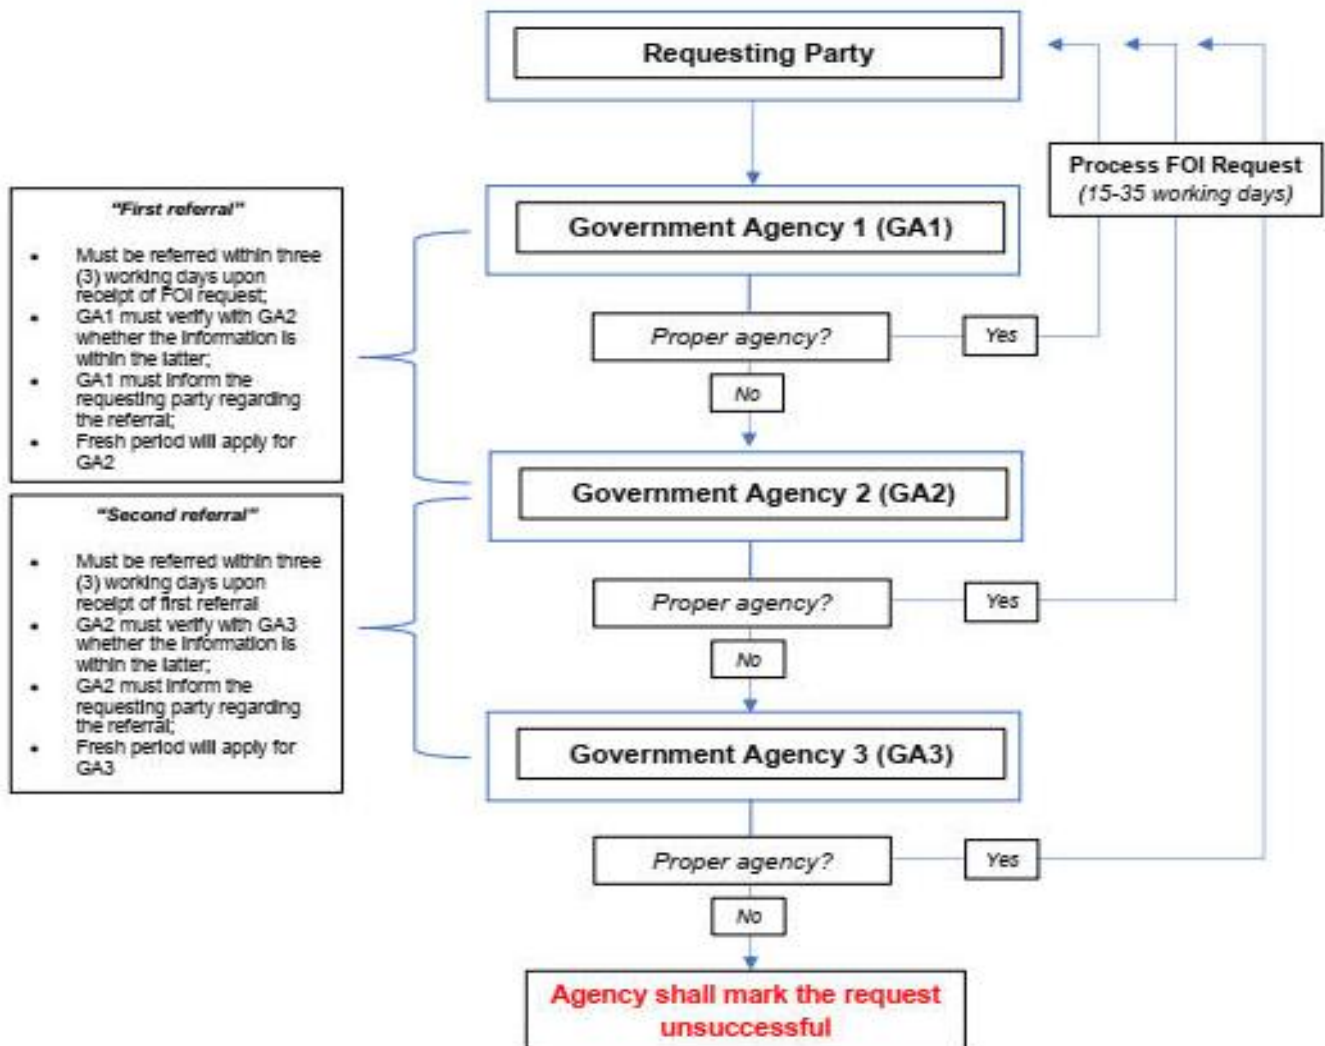 Requesting Party
Process FOI Request
(15-35 working days)
"First referral"
• Must be referred within three
(3) working days upon
receipt of FOI request;
• GA1 must verify with GA2
whether the information is
within the latter;
• GA1 must inform the
requesting party regarding
the referral;
• Fresh period will apply for
GA2
Government Agency 1 (GA1)
Proper agency?
Yes
No
Government Agency 2 (GA2)
"Second referral"
• Must be referred within three
(3) working days upon
receipt of first referral
• GA2 must verify with GA3
whether the information is
within the latter;
• GA2 must inform the
requesting party regarding
the referral;
• Fresh period will apply for
GA3
Proper agency?
Yes
No
Government Agency 3 (GA3)
Proper agency?
Yes
No
Agency shall mark the request
unsuccessful